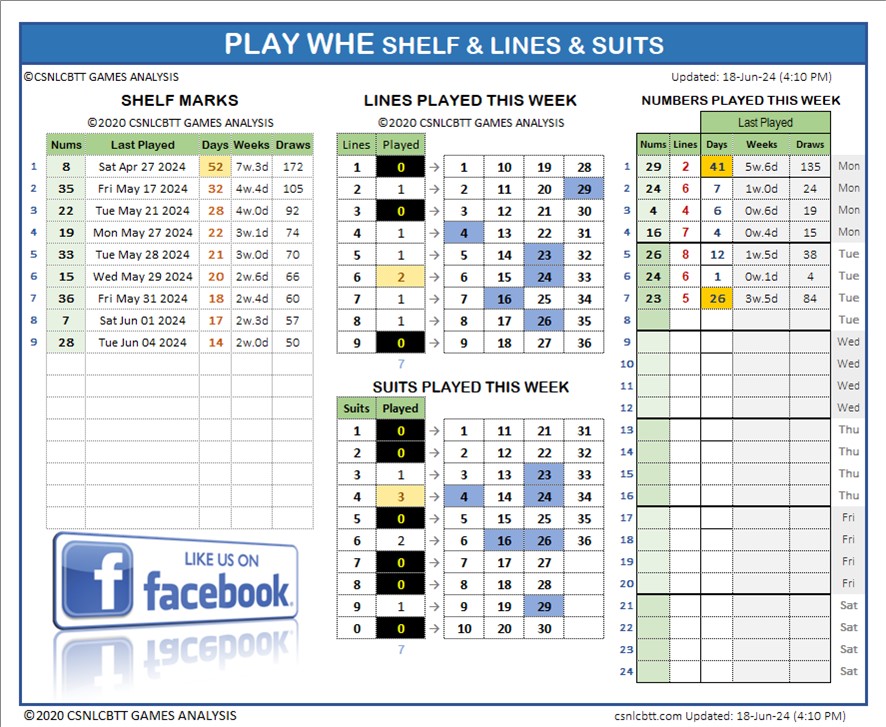 PLAY WHE SHELF & LINES & SUITS
©CSNLCBTT GAMES ANALYSIS
Updated: 18-Jun-24 (4:10 PM)
SHELF MARKS
©2020 CSNLCBTT GAMES ANALYSIS
Nums Last Played Days Weeks Draws
1 8 Sat Apr 27 2024 52 7w.3d 172
2 35 Fri May 17 2024 32 4w.4d 105
3 22 Tue May 21 2024 28 4w.0d 92
4 19 Mon May 27 2024 22 3w.1d 74
5 33 Tue May 28 2024 21 3w.0d 70
6 15 Wed May 29 2024 20 2w.6d 66
7 36 Fri May 31 2024 18 2w.4d 60
8 7 Sat Jun 01 2024 17 2w.3d 57
9 28 Tue Jun 04 2024 14 2w.0d 50
LIKE US ON
facebook.
LINES PLAYED THIS WEEK
©2020 CSNLCBTT GAMES ANALYSIS
Lines Played
1 0 → 1 10 19 28
2 1 → 2 11 20 29
3 0 → 3 12 21 30
4 1 → 4 13 22 31
5 1 → 5 14 23 32
6 2 → 6 15 24 33
7 1 → 7 16 25 34
8 1 → 8 17 26 35
9 0 → 9 18 27 36
7
SUITS PLAYED THIS WEEK
Suits Played
1 0 → 1 11 21 31
2 0 → 2 12 22 32
3 1 → 3 13 23 33
4 3 → 4 14 24 34
5 0 → 5 15 25 35
6 2 → 6 16 26 36
7 0 → 7 17 27
8 0 → 8 18 28
9 1 → 9 19 29
0 0 → 10 20 30
7
NUMBERS PLAYED THIS WEEK
Last Played
Nums Lines Days Weeks Draws
1 29 2 41 5w.6d 135 Mon
2 24 6 7 1w.0d 24 Mon
3 4 4 6 0w.6d 19 Mon
4 16 7 4 0w.4d 15 Mon
5 26 8 12 1w.5d 38 Tue
6 24 6 1 0w.1d 4 Tue
7 23 5 26 3w.5d 84 Tue
8 Tue
9 Wed
10 Wed
11 Wed
12 Wed
13 Thu
14 Thu
15 Thu
16 Thu
17 Fri
18 Fri
19 Fri
20 Fri
21 Sat
22 Sat
23 Sat
24 Sat
©2020 CSNLCBTT GAMES ANALYSIS
csnlcbtt.com Updated: 18-Jun-24 (4:10 PM)